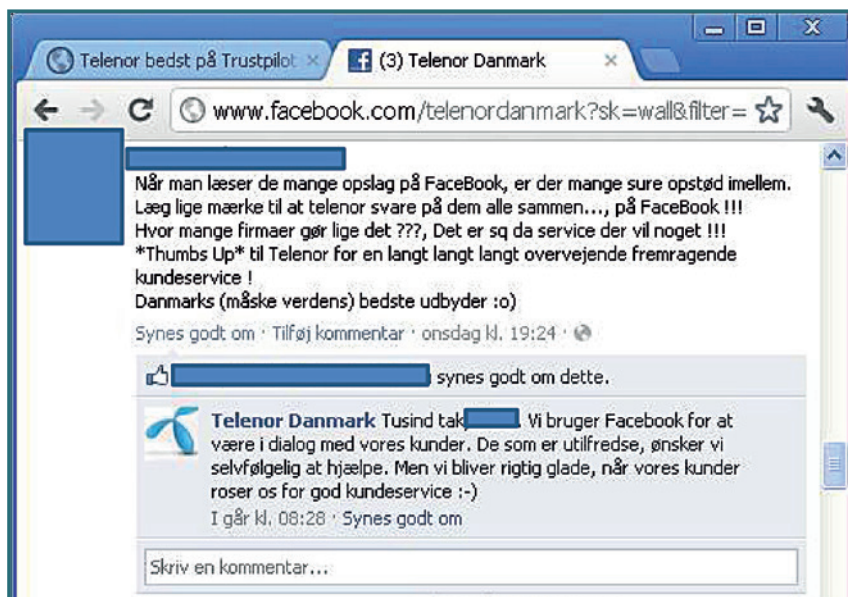 Telenor bedst på Trustpilot
(3) Telenor Danmark
www.facebook.com/telenordanmark?sk=wall&filter=
Når man læser de mange opslag på FaceBook, er der mange sure opstød imellem.
Læg lige mærke til at telenor svare på dem alle sammen..., på FaceBook !!!
Hvor mange firmaer gør lige det ???, Det er sq da service der vil noget !!!
*Thumbs Up* til Telenor for en langt langt langt overvejende fremragende
kundeservice !
Danmarks (måske verdens) bedste udbyder :o)
Synes godt om · Tilføj kommentar · onsdag kl. 19:24 ·
synes godt om dette.
Telenor Danmark Tusind tak, Vi bruger Facebook for at
være i dialog med vores kunder. De som er utilfredse, ønsker vi
selvfølgelig at hjælpe. Men vi bliver rigtig glade, når vores kunder
roser os for god kundeservice :-)
I går kl. 08:28 · Synes godt om
Skriv en kommentar...